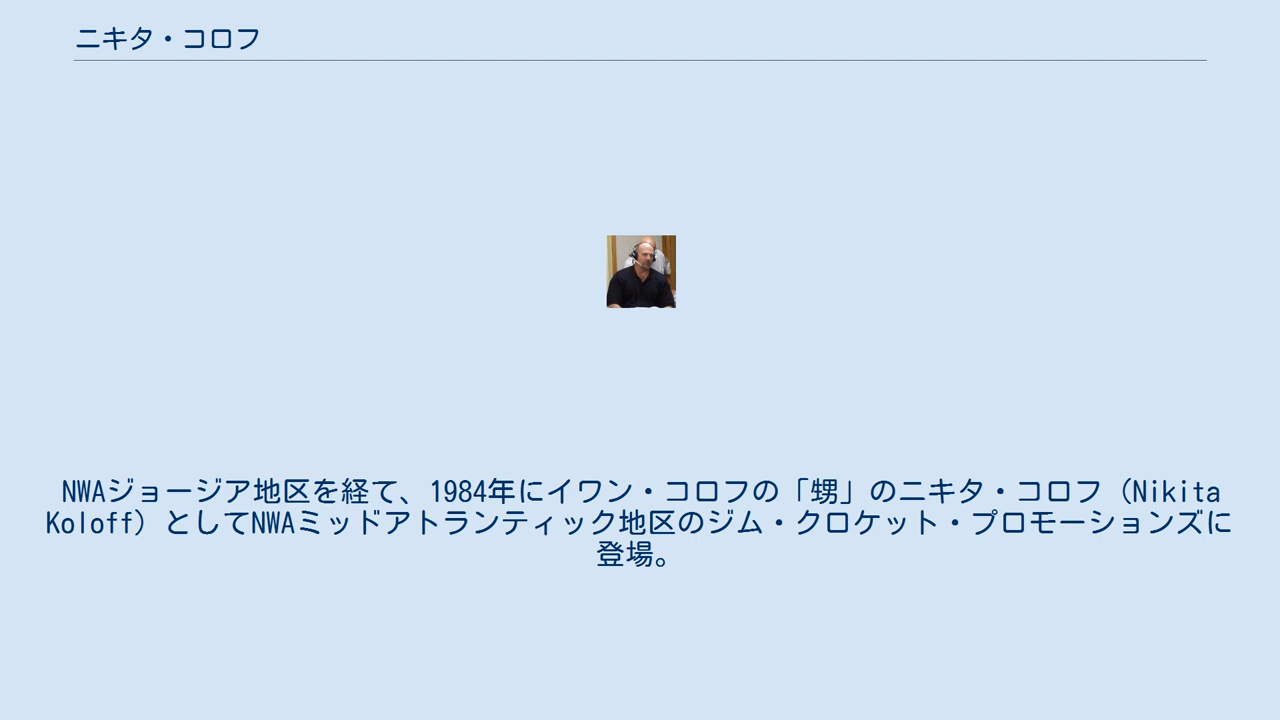 ニキタ・コロフ
NWAジョージア地区を経て、1984年にイワン・コロフの「甥」のニキタ・コロフ（Nikita
Koloff）としてNWAミッドアトランティック地区のジム・クロケット・プロモーションズに
登場。